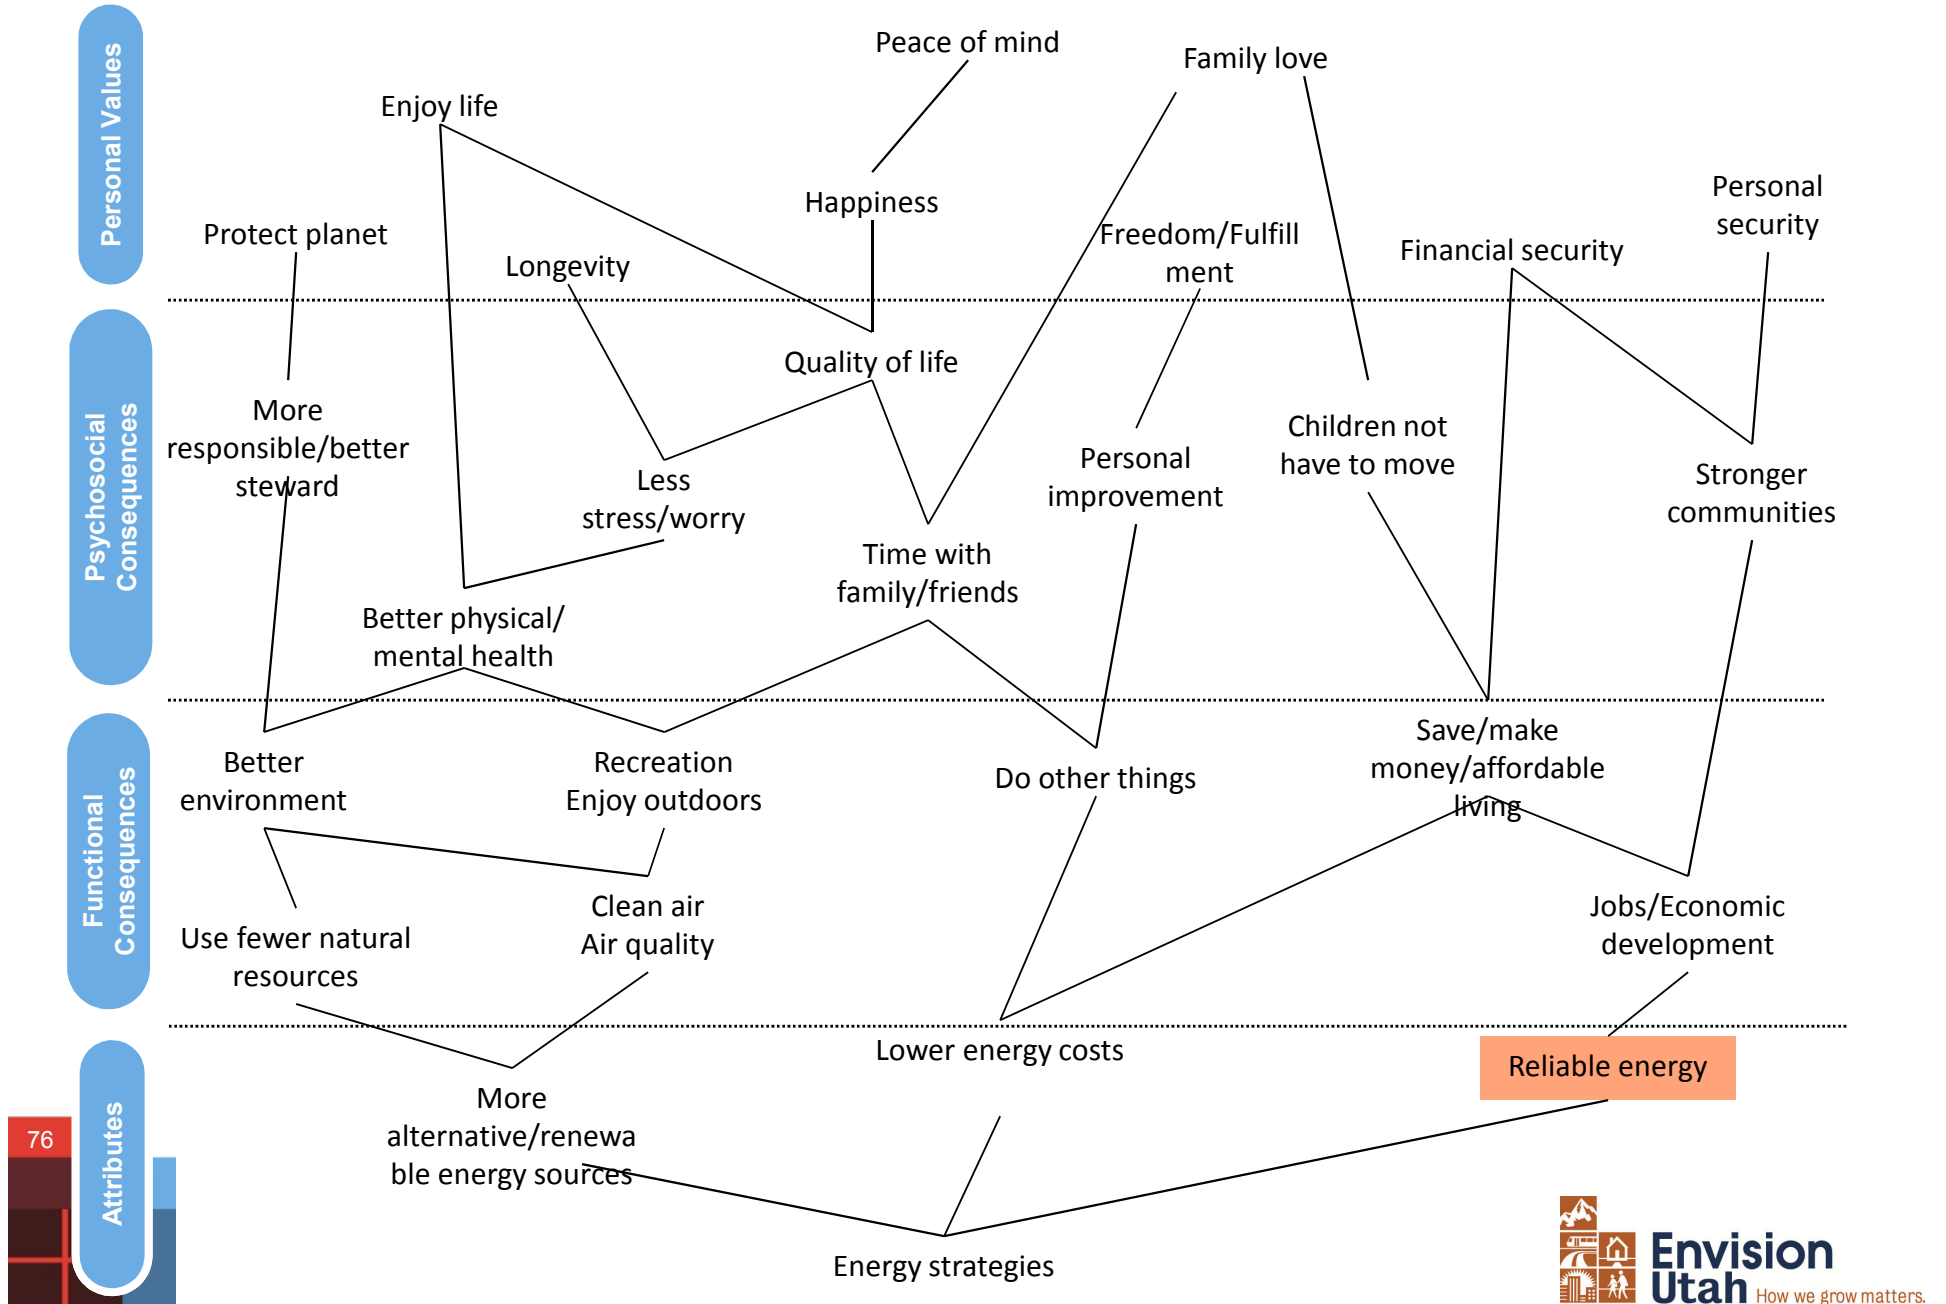 Personal Values
Peace of mind
Family love
Enjoy life
Happiness
Personal
security
Protect planet
Longevity
Freedom/Fulfill
ment
Financial security
Psychosocial
Consequences
Quality of life
More
responsible/better
steward
Less
stress/worry
Personal
improvement
Children not
have to move
Stronger
communities
Time with
family/friends
Better physical/
mental health
Functional
Consequences
Better
environment
Recreation
Enjoy outdoors
Do other things
Save/make
money/affordable
living
Use fewer natural
resources
Clean air
Air quality
Jobs/Economic
development
Attributes
Lower energy costs
Reliable energy
More
alternative/renewa
ble energy sources
Energy strategies
76
Envision
Utah How we grow matters.